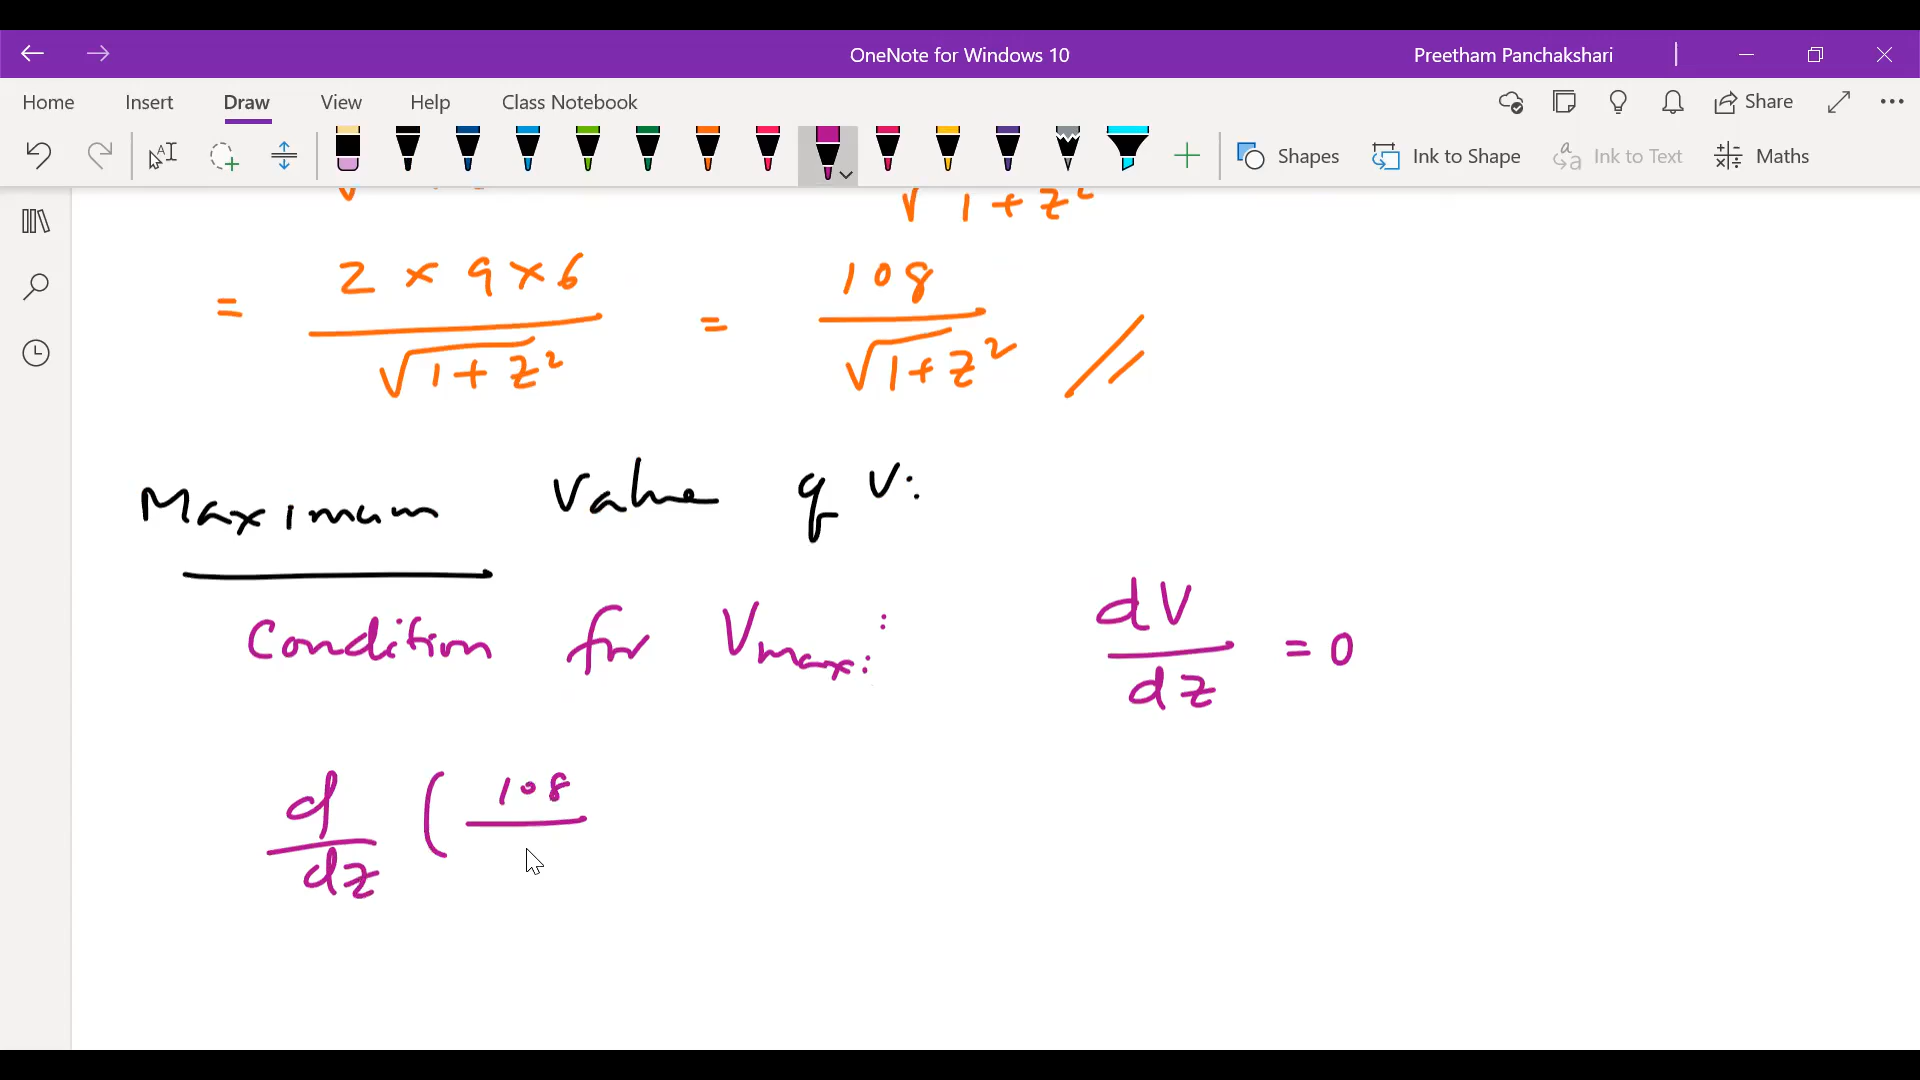 OneNote for Windows 10 Preetham Panchakshari
Home Insert Draw View Help Class Notebook Share
Shapes Ink to Shape Ink to Text Maths
√1+z²
= 2 × 9 × 6 / √1+z² = 108 / √1+z² //
Maximum Value of V:
Condition for Vmax: dV/dz = 0
d/dz ( 108